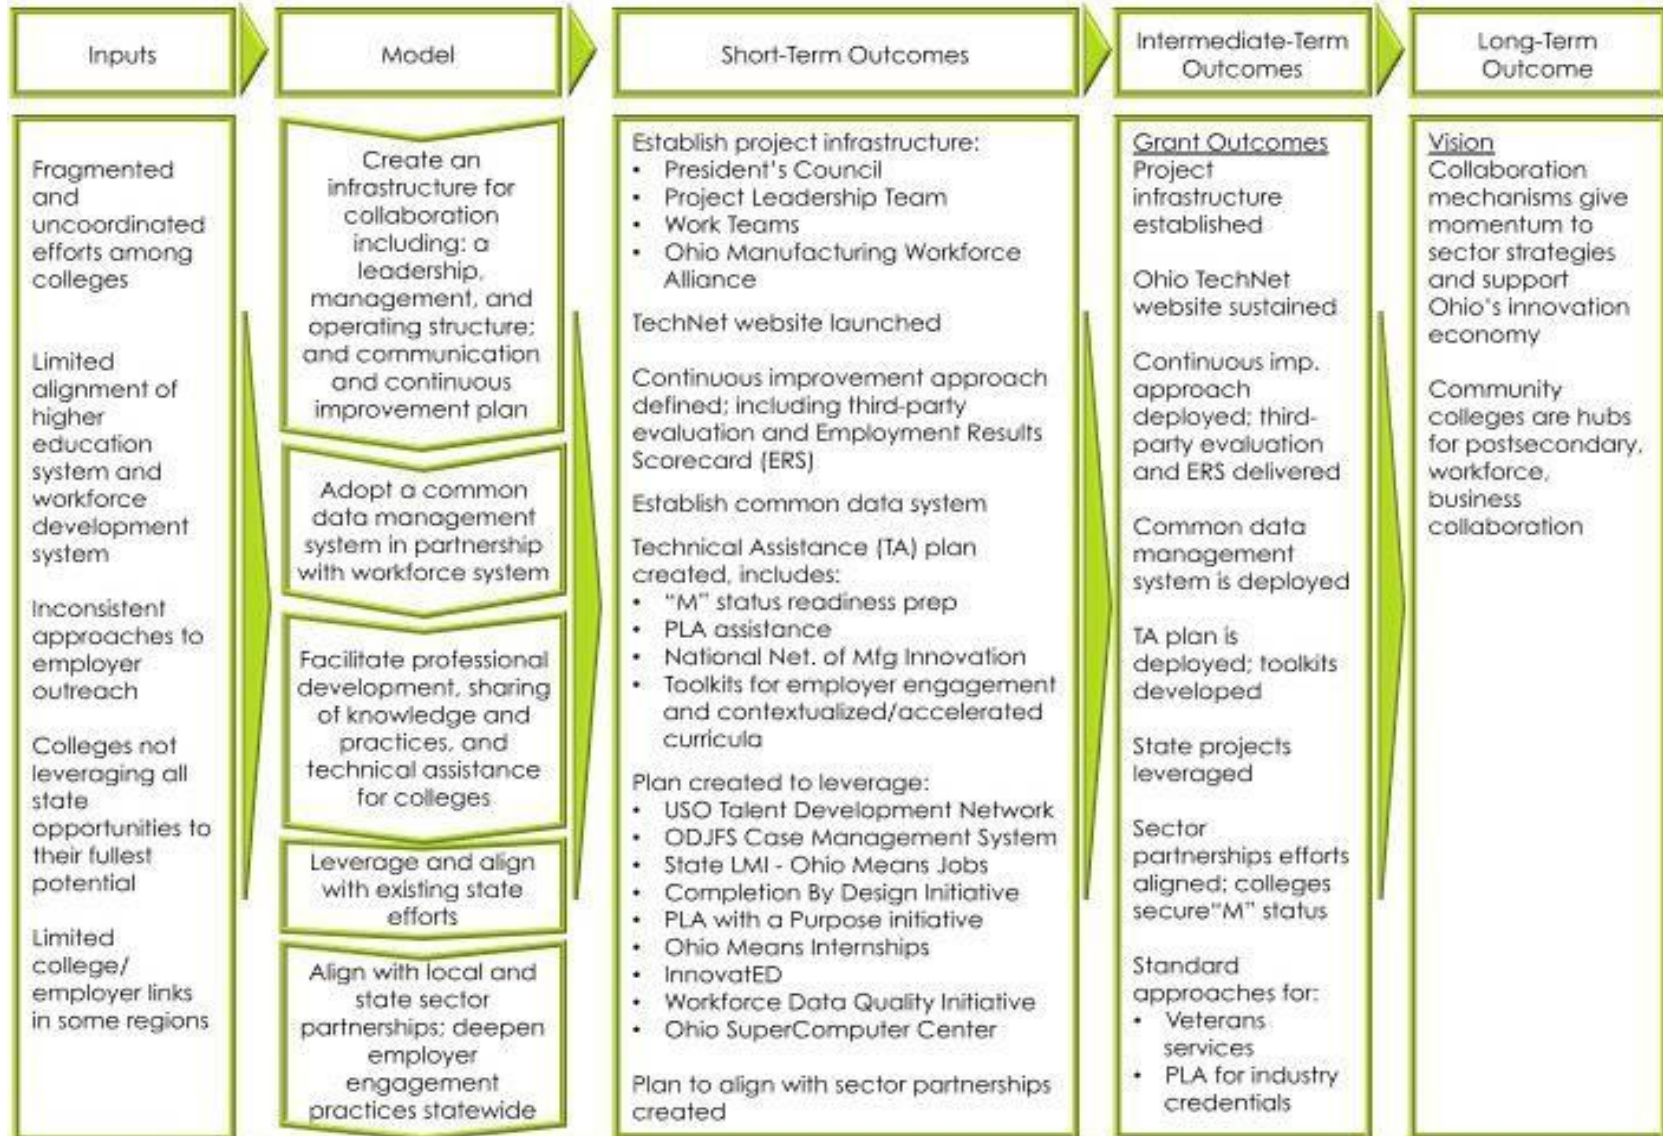 Inputs
Model
Short-Term Outcomes
Intermediate-Term
Outcomes
Long-Term
Outcome
Fragmented
and
uncoordinated
efforts among
colleges
Limited
alignment of
higher
education
system and
workforce
development
system
Inconsistent
approaches to
employer
outreach
Colleges not
leveraging all
state
opportunities to
their fullest
potential
Limited
college/
employer links
in some regions
Create an
infrastructure for
collaboration
including: a
leadership,
management, and
operating structure;
and communication
and continuous
improvement plan
Adopt a common
data management
system in partnership
with workforce system
Facilitate professional
development, sharing
of knowledge and
practices, and
technical assistance
for colleges
Leverage and align
with existing state
efforts
Align with local and
state sector
partnerships; deepen
employer
engagement
practices statewide
Establish project infrastructure:
• President's Council
• Project Leadership Team
• Work Teams
• Ohio Manufacturing Workforce
Alliance
TechNet website launched
Continuous improvement approach
defined; including third-party
evaluation and Employment Results
Scorecard (ERS)
Establish common data system
Technical Assistance (TA) plan
created, includes:
• "M" status readiness prep
• PLA assistance
• National Net. of Mfg Innovation
• Toolkits for employer engagement
and contextualized/accelerated
curricula
Plan created to leverage:
• USO Talent Development Network
• ODJFS Case Management System
• State LMI - Ohio Means Jobs
• Completion By Design Initiative
• PLA with a Purpose initiative
• Ohio Means Internships
• InnovatED
• Workforce Data Quality Initiative
• Ohio SuperComputer Center
Plan to align with sector partnerships
created
Grant Outcomes
Project
infrastructure
established
Ohio TechNet
website sustained
Continuous imp.
approach
deployed; third-
party evaluation
and ERS delivered
Common data
management
system is deployed
TA plan is
deployed; toolkits
developed
State projects
leveraged
Sector
partnerships efforts
aligned; colleges
secure"M" status
Standard
approaches for:
• Veterans
services
• PLA for industry
credentials
Vision
Collaboration
mechanisms give
momentum to
sector strategies
and support
Ohio's innovation
economy
Community
colleges are hubs
for postsecondary,
workforce,
business
collaboration